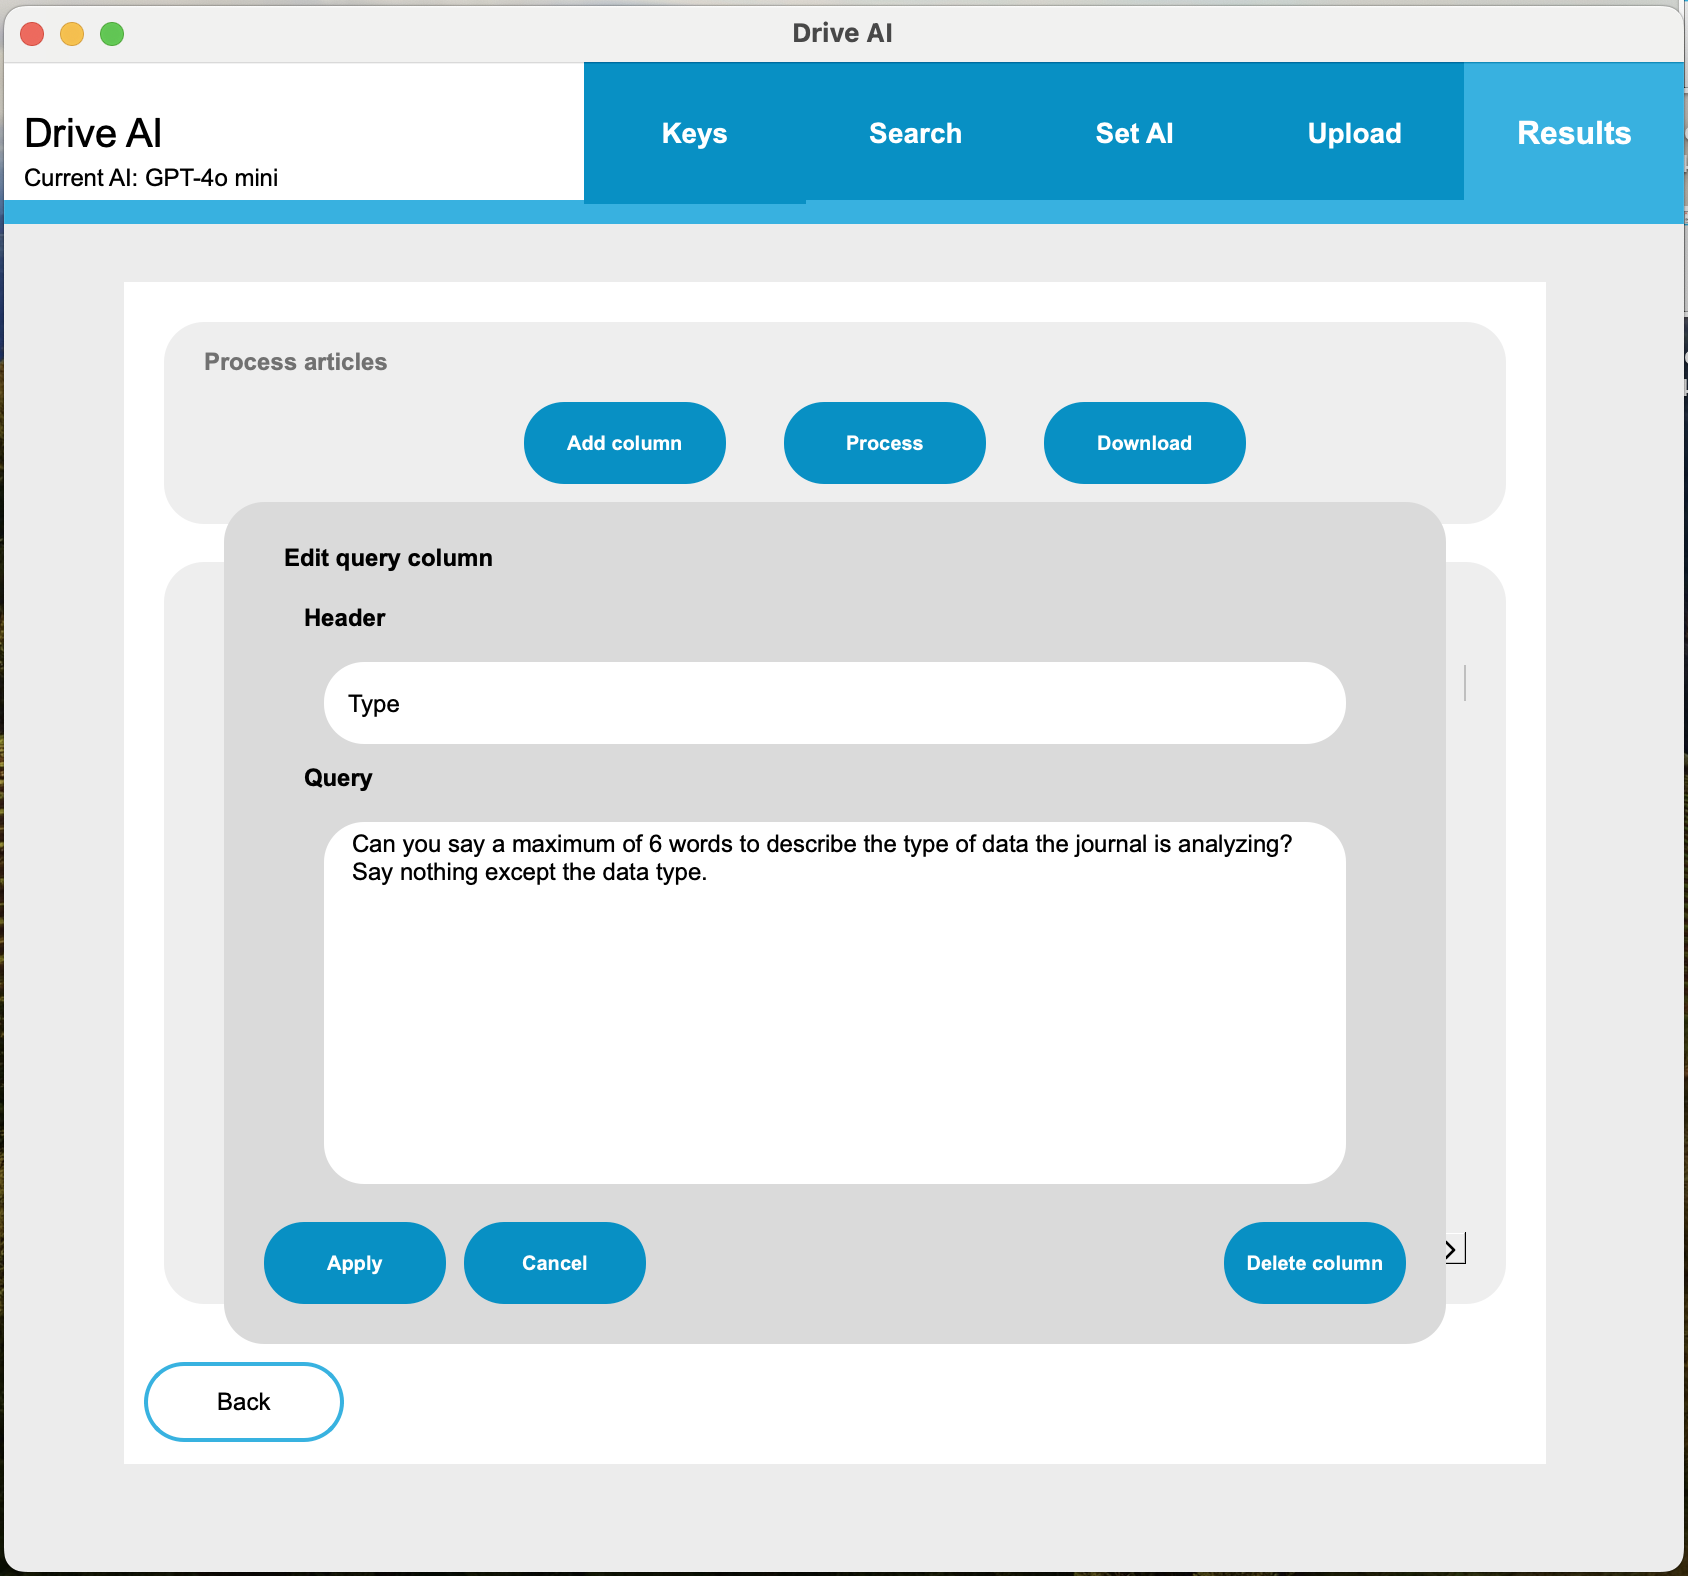 Drive AI
Drive AI
Current AI: GPT-4o mini
Keys
Search
Set AI
Upload
Results
Process articles
Add column
Process
Download
Edit query column
Header
Type
Query
Can you say a maximum of 6 words to describe the type of data the journal is analyzing?
Say nothing except the data type.
Apply
Cancel
Delete column
Back